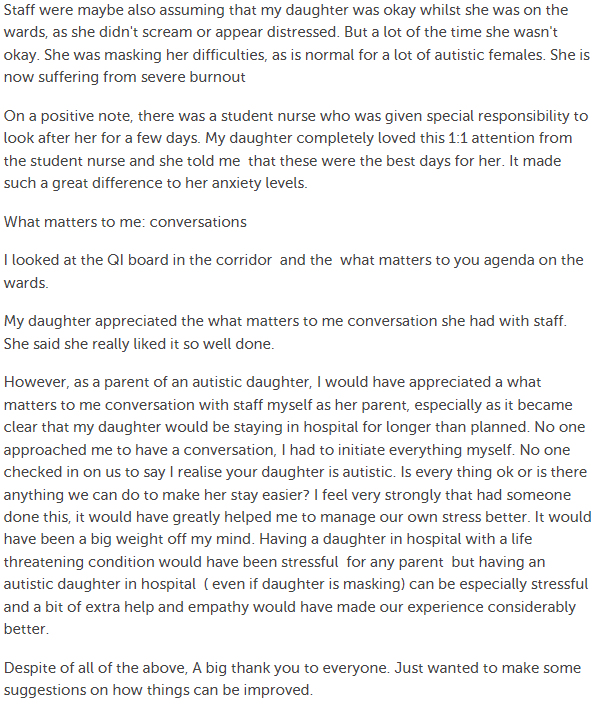 Staff were maybe also assuming that my daughter was okay whilst she was on the
wards, as she didn't scream or appear distressed. But a lot of the time she wasn't
okay. She was masking her difficulties, as is normal for a lot of autistic females. She is
now suffering from severe burnout
On a positive note, there was a student nurse who was given special responsibility to
look after her for a few days. My daughter completely loved this 1:1 attention from
the student nurse and she told me  that these were the best days for her. It made
such a great difference to her anxiety levels.
What matters to me: conversations
I looked at the QI board in the corridor  and the  what matters to you agenda on the
wards.
My daughter appreciated the what matters to me conversation she had with staff.
She said she really liked it so well done.
However, as a parent of an autistic daughter, I would have appreciated a what
matters to me conversation with staff myself as her parent, especially as it became
clear that my daughter would be staying in hospital for longer than planned. No one
approached me to have a conversation, I had to initiate everything myself. No one
checked in on us to say I realise your daughter is autistic. Is every thing ok or is there
anything we can do to make her stay easier? I feel very strongly that had someone
done this, it would have greatly helped me to manage our own stress better. It would
have been a big weight off my mind. Having a daughter in hospital with a life
threatening condition would have been stressful  for any parent  but having an
autistic daughter in hospital  ( even if daughter is masking) can be especially stressful
and a bit of extra help and empathy would have made our experience considerably
better.
Despite of all of the above, A big thank you to everyone. Just wanted to make some
suggestions on how things can be improved.